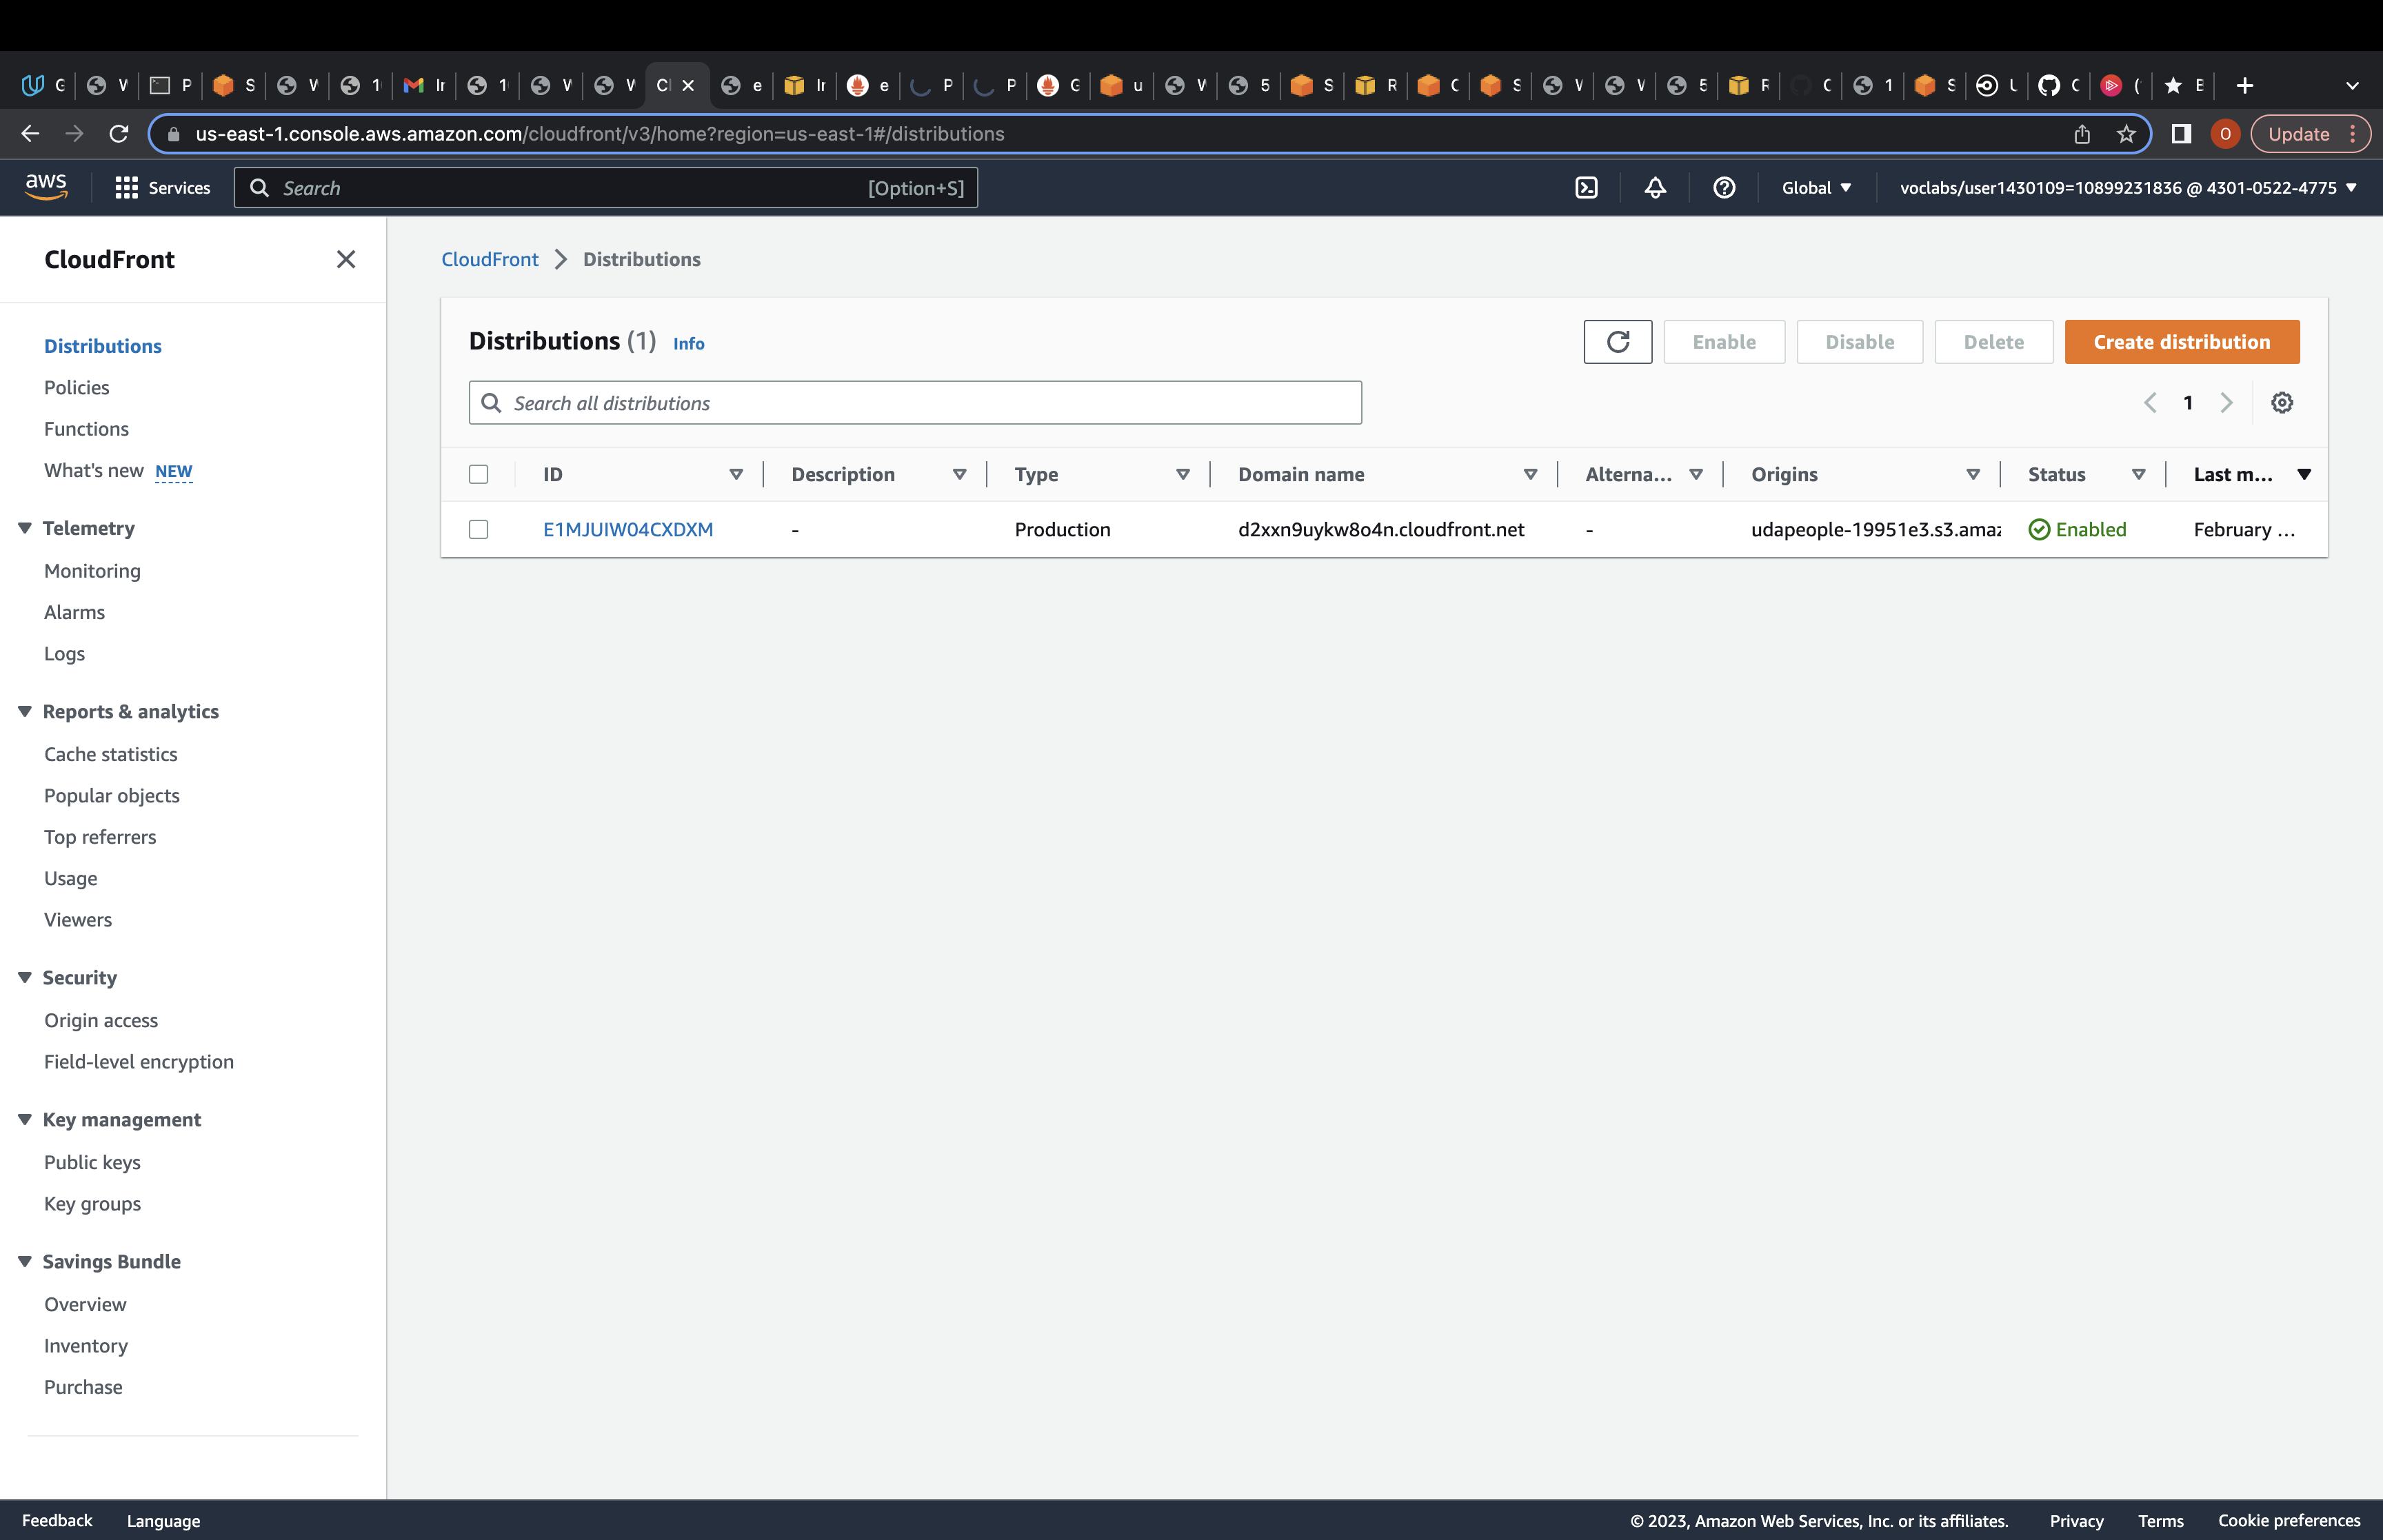 us-east-1.console.aws.amazon.com/cloudfront/v3/home?region=us-east-1#/distributions
O
Update
aws
Services
Search
[Option+S]
Global
voclabs/user1430109=10899231836 @ 4301-0522-4775
CloudFront
Distributions
Policies
Functions
What's new NEW
Telemetry
Monitoring
Alarms
Logs
Reports & analytics
Cache statistics
Popular objects
Top referrers
Usage
Viewers
Security
Origin access
Field-level encryption
Key management
Public keys
Key groups
Savings Bundle
Overview
Inventory
Purchase
CloudFront > Distributions
Distributions (1) Info
Enable
Disable
Delete
Create distribution
Search all distributions
1
ID Description Type Domain name Alterna... Origins Status Last m...
E1MJUIW04CXDXM - Production d2xxn9uykw8o4n.cloudfront.net - udapeople-19951e3.s3.amaz Enabled February ...
Feedback
Language
© 2023, Amazon Web Services, Inc. or its affiliates.
Privacy
Terms
Cookie preferences